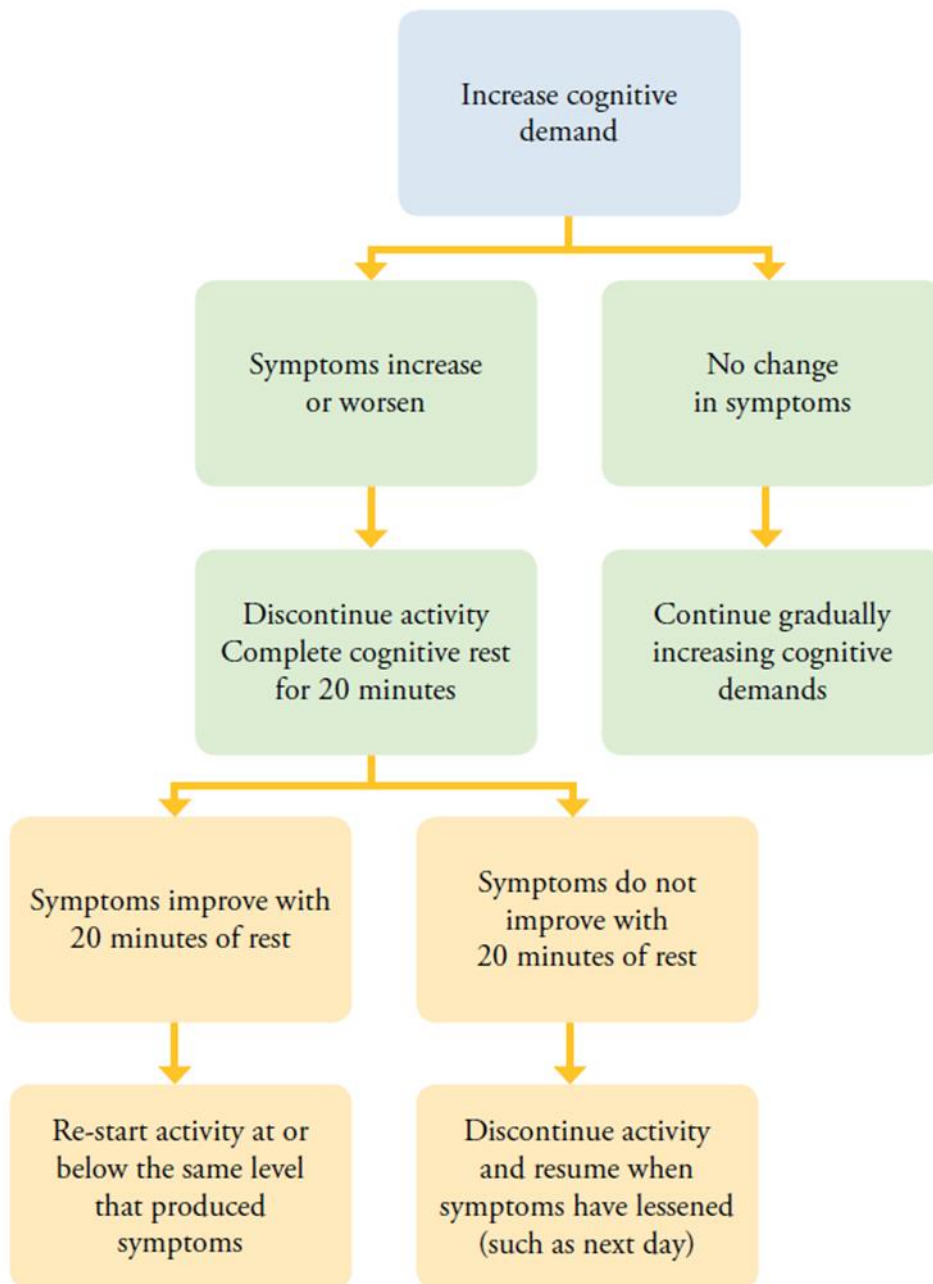 Increase cognitive
demand
Symptoms increase
or worsen
No change
in symptoms
Discontinue activity
Complete cognitive rest
for 20 minutes
Continue gradually
increasing cognitive
demands
Symptoms improve with
20 minutes of rest
Symptoms do not
improve with
20 minutes of rest
Re-start activity at or
below the same level
that produced
symptoms
Discontinue activity
and resume when
symptoms have lessened
(such as next day)